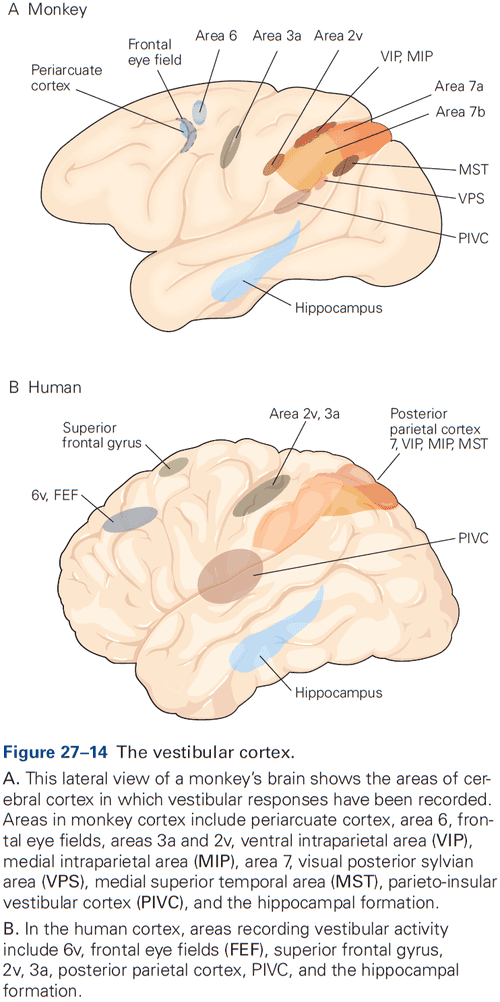 A Monkey
Area 6
Area 3a
Area 2v
VIP, MIP
Frontal
eye field
Periarcuate
cortex
Area 7a
Area 7b
MST
VPS
PIVC
Hippocampus
B Human
Superior
frontal gyrus
Area 2v, 3a
Posterior
parietal cortex
7, VIP, MIP, MST
6v, FEF
PIVC
Hippocampus
Figure 27–14 The vestibular cortex.
A. This lateral view of a monkey’s brain shows the areas of cer-
ebral cortex in which vestibular responses have been recorded.
Areas in monkey cortex include periarcuate cortex, area 6, fron-
tal eye fields, areas 3a and 2v, ventral intraparietal area (VIP),
medial intraparietal area (MIP), area 7, visual posterior sylvian
area (VPS), medial superior temporal area (MST), parieto-insular
vestibular cortex (PIVC), and the hippocampal formation.
B. In the human cortex, areas recording vestibular activity
include 6v, frontal eye fields (FEF), superior frontal gyrus,
2v, 3a, posterior parietal cortex, PIVC, and the hippocampal
formation.